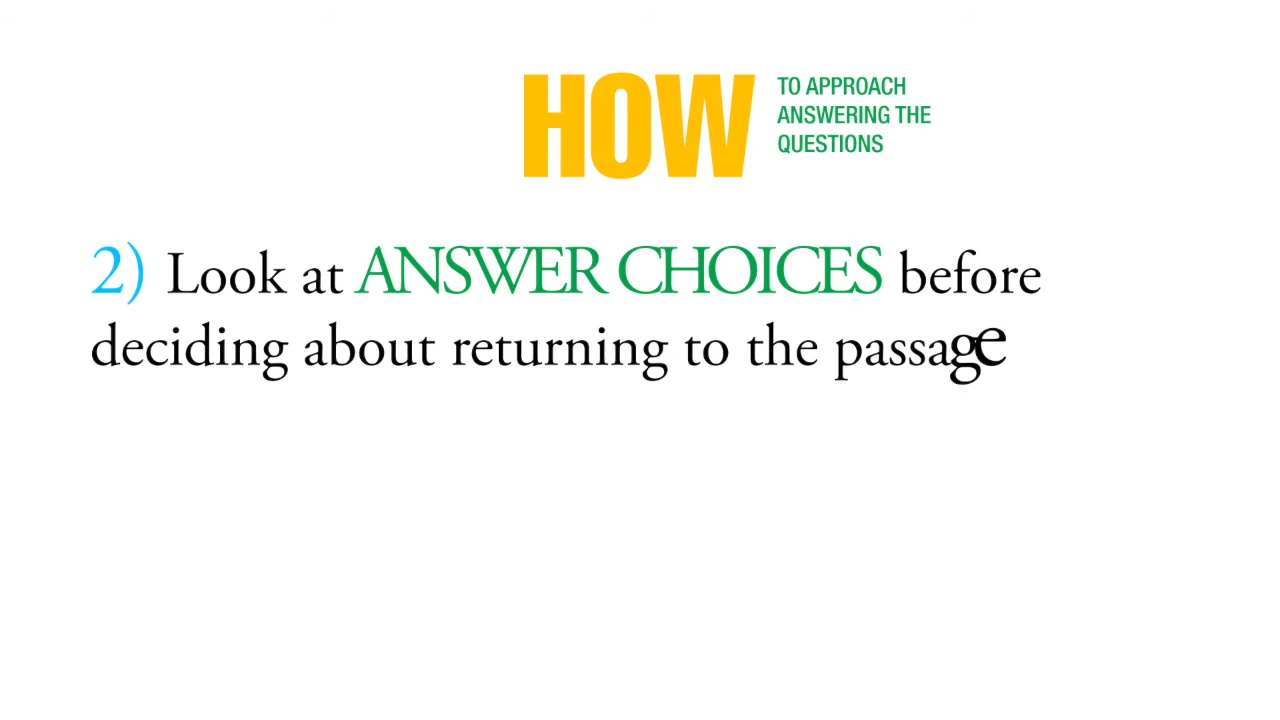 HOW
TO APPROACH
ANSWERING THE
QUESTIONS
2) Look at ANSWER CHOICES before
deciding about returning to the passage